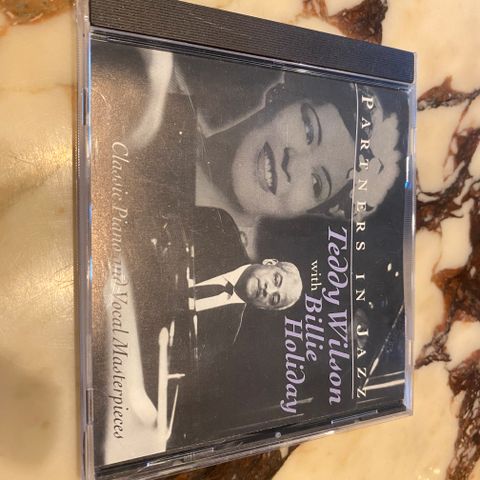 PARTNERS IN JAZZ
Teddy Wilson
with Billie
Holiday
Classic Piano and Vocal Masterpieces